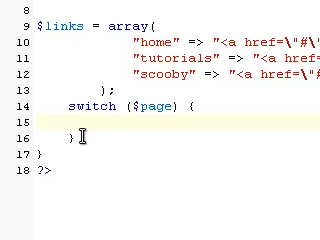 8
9 $links = array(
10 "home" => "<a href=\"#\"
11 "tutorials" => "<a href=
12 "scooby" => "<a href=\"#
13 );
14 switch ($page) {
15
16 }
17 }
18 ?>